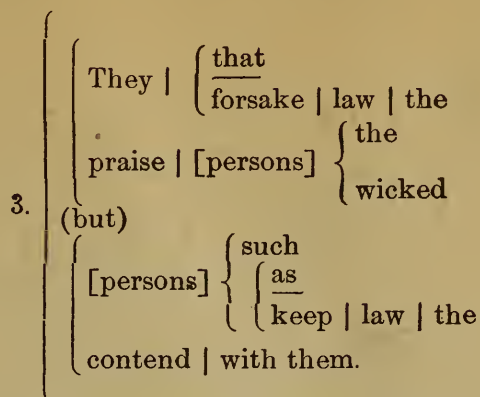 that
They |
forsake | law | the
the
praise | [persons]
wicked
3.
(but)
such
[persons]
as
keep | law | the
contend | with them.